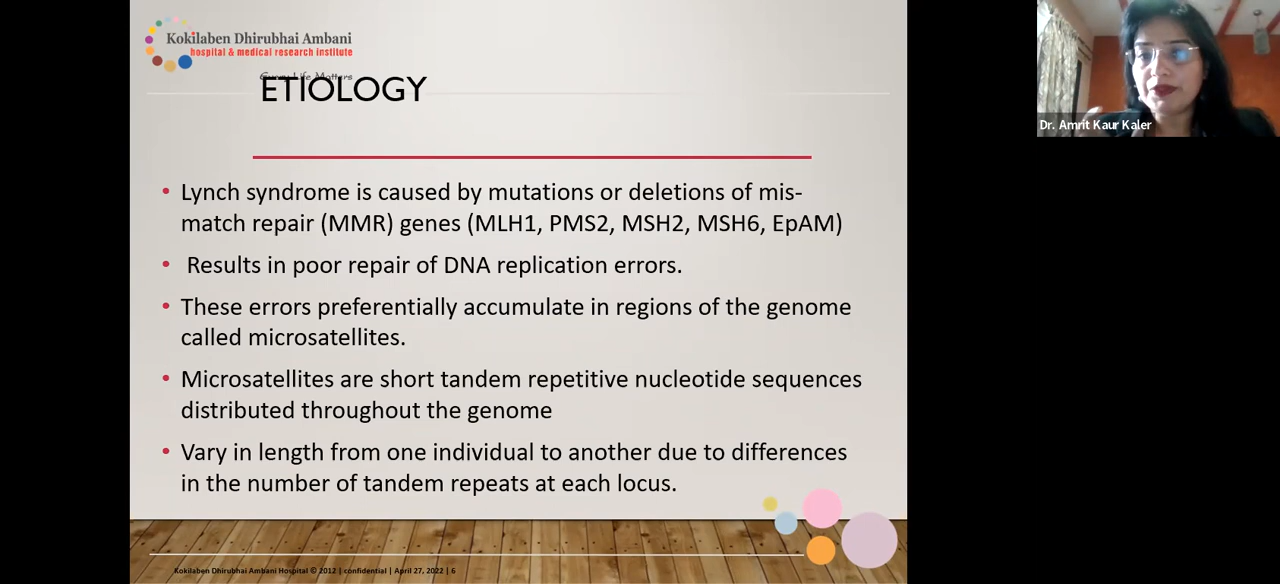 Kokilaben Dhirubhai Ambani
hospital & medical research institute
Every Life Matters
ETIOLOGY
• Lynch syndrome is caused by mutations or deletions of mis-
match repair (MMR) genes (MLH1, PMS2, MSH2, MSH6, EpAM)
• Results in poor repair of DNA replication errors.
• These errors preferentially accumulate in regions of the genome
called microsatellites.
• Microsatellites are short tandem repetitive nucleotide sequences
distributed throughout the genome
• Vary in length from one individual to another due to differences
in the number of tandem repeats at each locus.
Kokilaben Dhirubhai Ambani Hospital © 2012 | confidential | April 27, 2022 | 6
Dr. Amrit Kaur Kaler